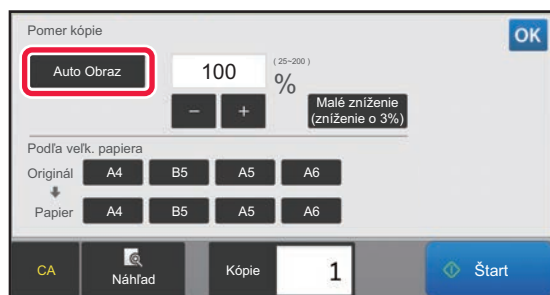 Pomer kópie
OK
Auto Obraz
100
( 25~200 )
%
−
+
Malé zníženie
(zníženie o 3%)
Podľa veľk. papiera
Originál
A4
B5
A5
A6
Papier
A4
B5
A5
A6
CA
Náhľad
Kópie
1
Štart